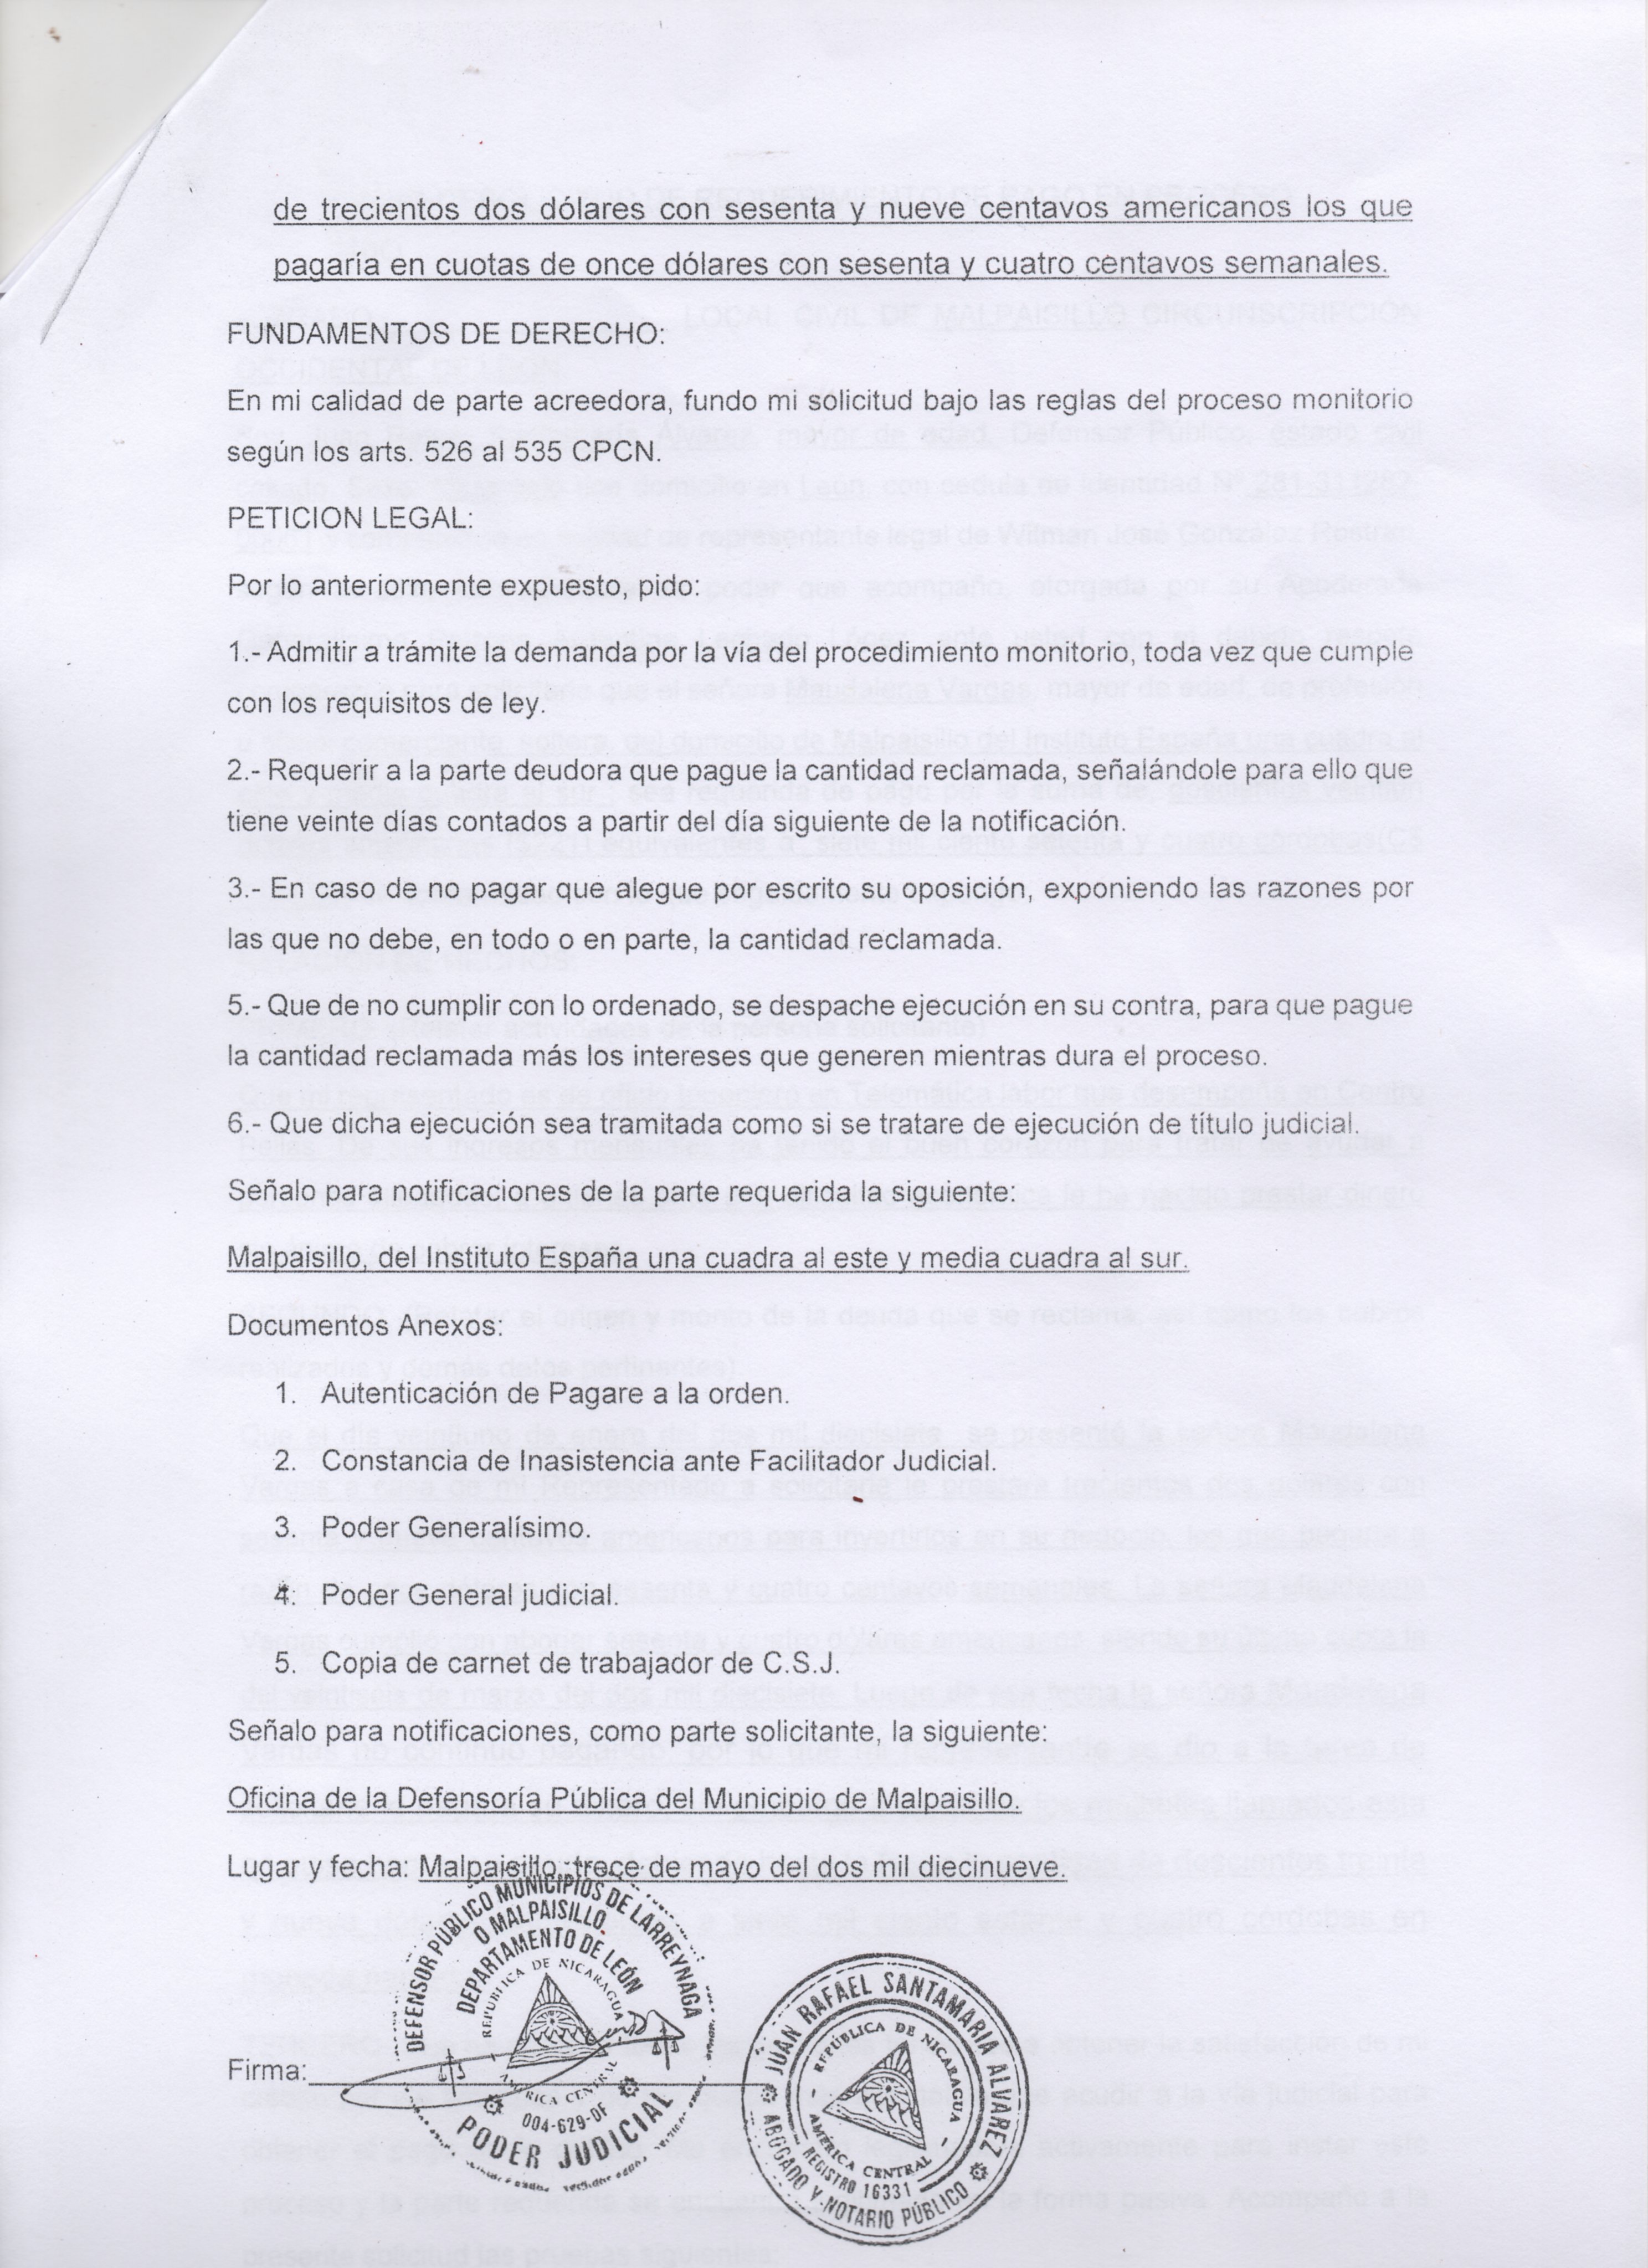 de trecientos dos dólares con sesenta y nueve centavos americanos los que
pagaría en cuotas de once dólares con sesenta y cuatro centavos semanales.
FUNDAMENTOS DE DERECHO:
En mi calidad de parte acreedora, fundo mi solicitud bajo las reglas del proceso monitorio
según los arts. 526 al 535 CPCN.
PETICION LEGAL:
Por lo anteriormente expuesto, pido:
1.- Admitir a trámite la demanda por la vía del procedimiento monitorio, toda vez que cumple
con los requisitos de ley.
2.- Requerir a la parte deudora que pague la cantidad reclamada, señalándole para ello que
tiene veinte días contados a partir del día siguiente de la notificación.
3.- En caso de no pagar que alegue por escrito su oposición, exponiendo las razones por
las que no debe, en todo o en parte, la cantidad reclamada.
5.- Que de no cumplir con lo ordenado, se despache ejecución en su contra, para que pague
la cantidad reclamada más los intereses que generen mientras dura el proceso.
6.- Que dicha ejecución sea tramitada como si se tratare de ejecución de título judicial.
Señalo para notificaciones de la parte requerida la siguiente:
Malpaisillo, del Instituto España una cuadra al este y media cuadra al sur.
Documentos Anexos:
1. Autenticación de Pagare a la orden.
2. Constancia de Inasistencia ante Facilitador Judicial.
3. Poder Generalísimo.
4. Poder General judicial.
5. Copia de carnet de trabajador de C.S.J.
Señalo para notificaciones, como parte solicitante, la siguiente:
Oficina de la Defensoría Pública del Municipio de Malpaisillo.
Lugar y fecha: Malpaisillo, trece de mayo del dos mil diecinueve.
Firma:
DEFENSOR PÚBLICO MUNICIPIOS DE LARREYNAGA
O MALPAISILLO
DEPARTAMENTO DE LEÓN
REPÚBLICA DE NICARAGUA
AMÉRICA CENTRAL
004-629-DF
PODER JUDICIAL
JUAN RAFAEL SANTAMARIA ALVAREZ
REPÚBLICA DE NICARAGUA
AMÉRICA CENTRAL
REGISTRO 16331
ABOGADO Y NOTARIO PÚBLICO